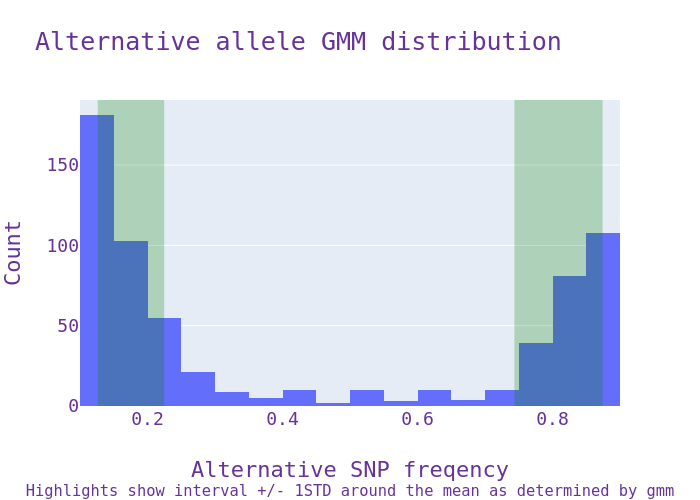 Alternative allele GMM distribution
150
100
50
0
Count
0.2
0.4
0.6
0.8
Alternative SNP freqency
Highlights show interval +/- 1STD around the mean as determined by gmm